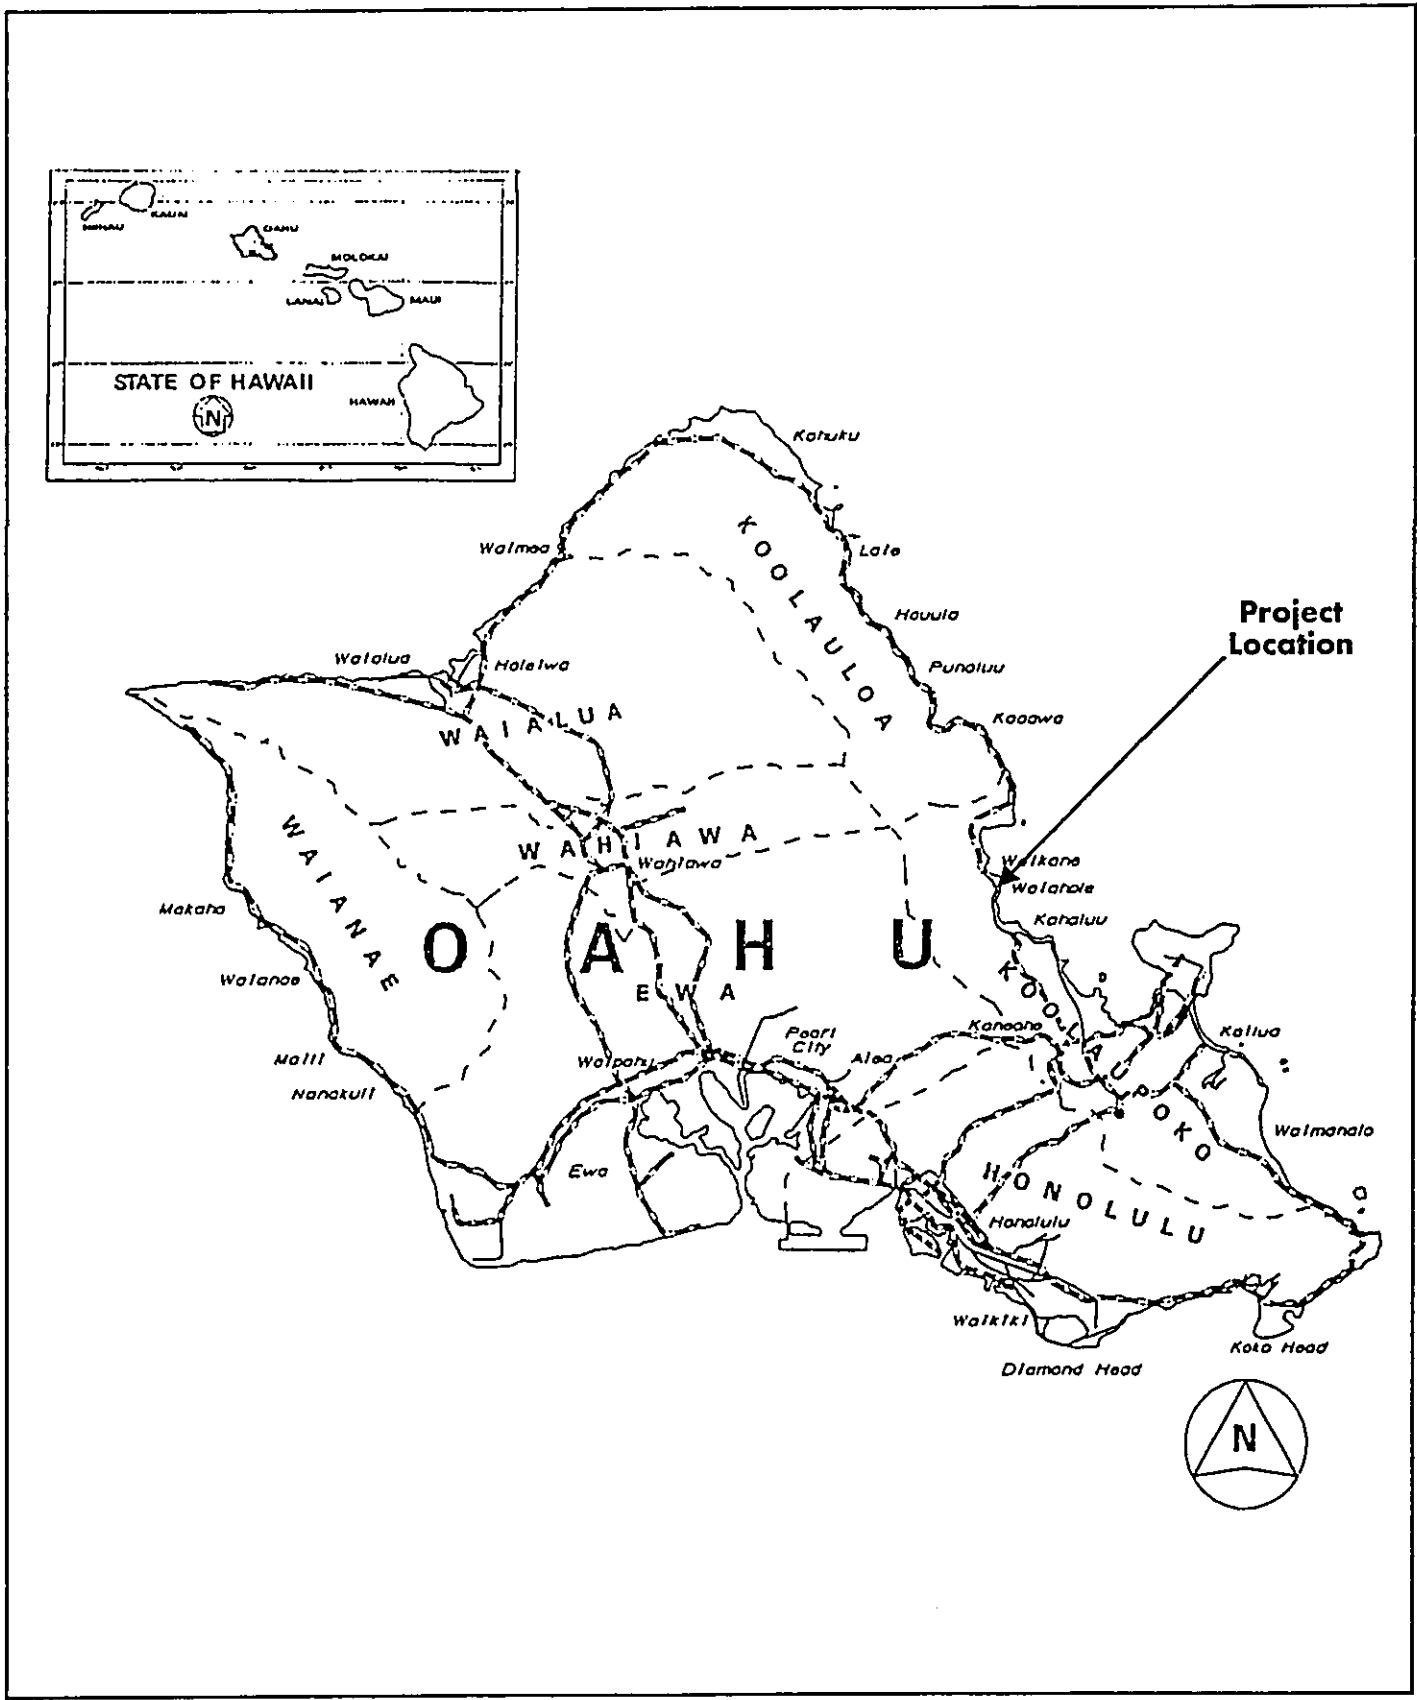 KAUAI
NIIHAU
OAHU
MOLOKAI
LANAI
MAUI
STATE OF HAWAII
N
HAWAII
Kahuku
Waimea
Laie
KOOLAULOA
Hauula
Project
Location
Waialua
Haleiwa
Punaluu
WAIALUA
Kaaawa
WAIANAE
WAHIAWA
Wahiawa
Waikane
Waiahole
Makaha
Kahaluu
OAHU
Waianae
EWA
KOOLAUPOKO
Kaneohe
Pearl
City
Kailua
Maili
Waipahu
Aiea
Nanakuli
Waimanalo
Ewa
HONOLULU
Honolulu
Waikiki
Koko Head
Diamond Head
N